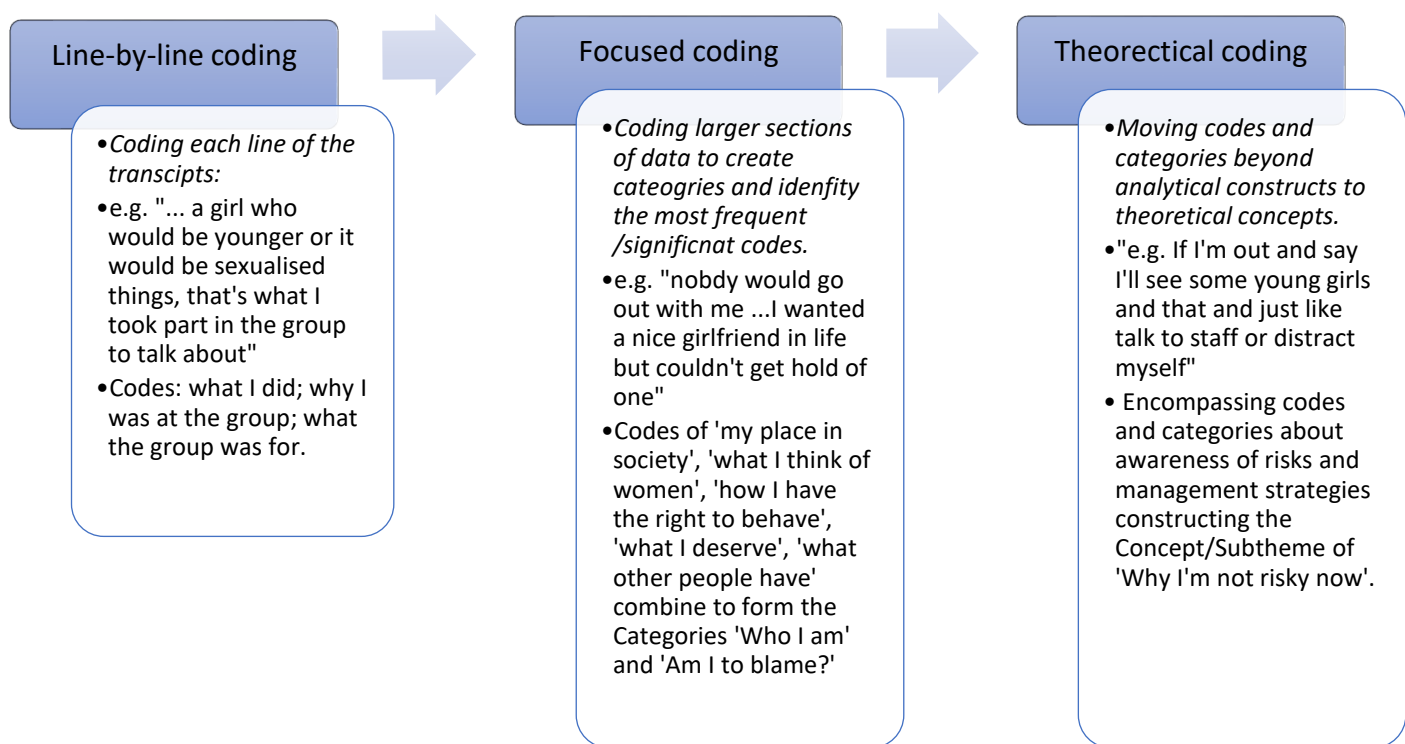 Line-by-line coding
•Coding each line of the
transcipts:
•e.g. "... a girl who
would be younger or it
would be sexualised
things, that's what I
took part in the group
to talk about"
•Codes: what I did; why I
was at the group; what
the group was for.
Focused coding
•Coding larger sections
of data to create
cateogries and idenfity
the most frequent
/significnat codes.
•e.g. "nobdy would go
out with me ...I wanted
a nice girlfriend in life
but couldn't get hold of
one"
•Codes of 'my place in
society', 'what I think of
women', 'how I have
the right to behave',
'what I deserve', 'what
other people have'
combine to form the
Categories 'Who I am'
and 'Am I to blame?'
Theorectical coding
•Moving codes and
categories beyond
analytical constructs to
theoretical concepts.
•"e.g. If I'm out and say
I'll see some young girls
and that and just like
talk to staff or distract
myself"
• Encompassing codes
and categories about
awareness of risks and
management strategies
constructing the
Concept/Subtheme of
'Why I'm not risky now'.